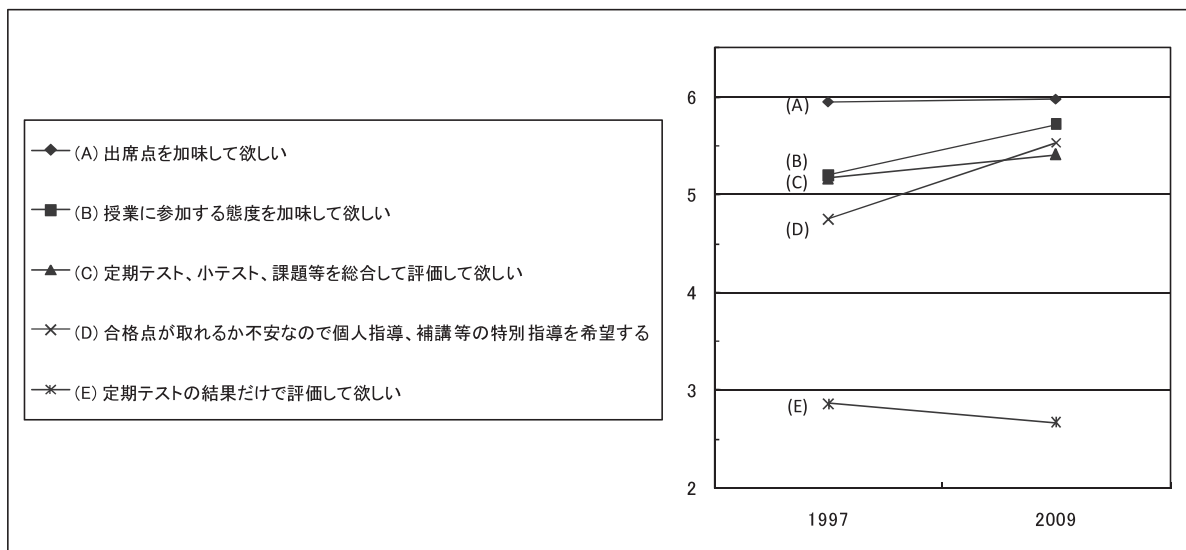 (A) 出席点を加味して欲しい
(B) 授業に参加する態度を加味して欲しい
(C) 定期テスト、小テスト、課題等を総合して評価して欲しい
(D) 合格点が取れるか不安なので個人指導、補講等の特別指導を希望する
(E) 定期テストの結果だけで評価して欲しい
6
5
4
3
2
(A)
(B)
(C)
(D)
(E)
1997
2009